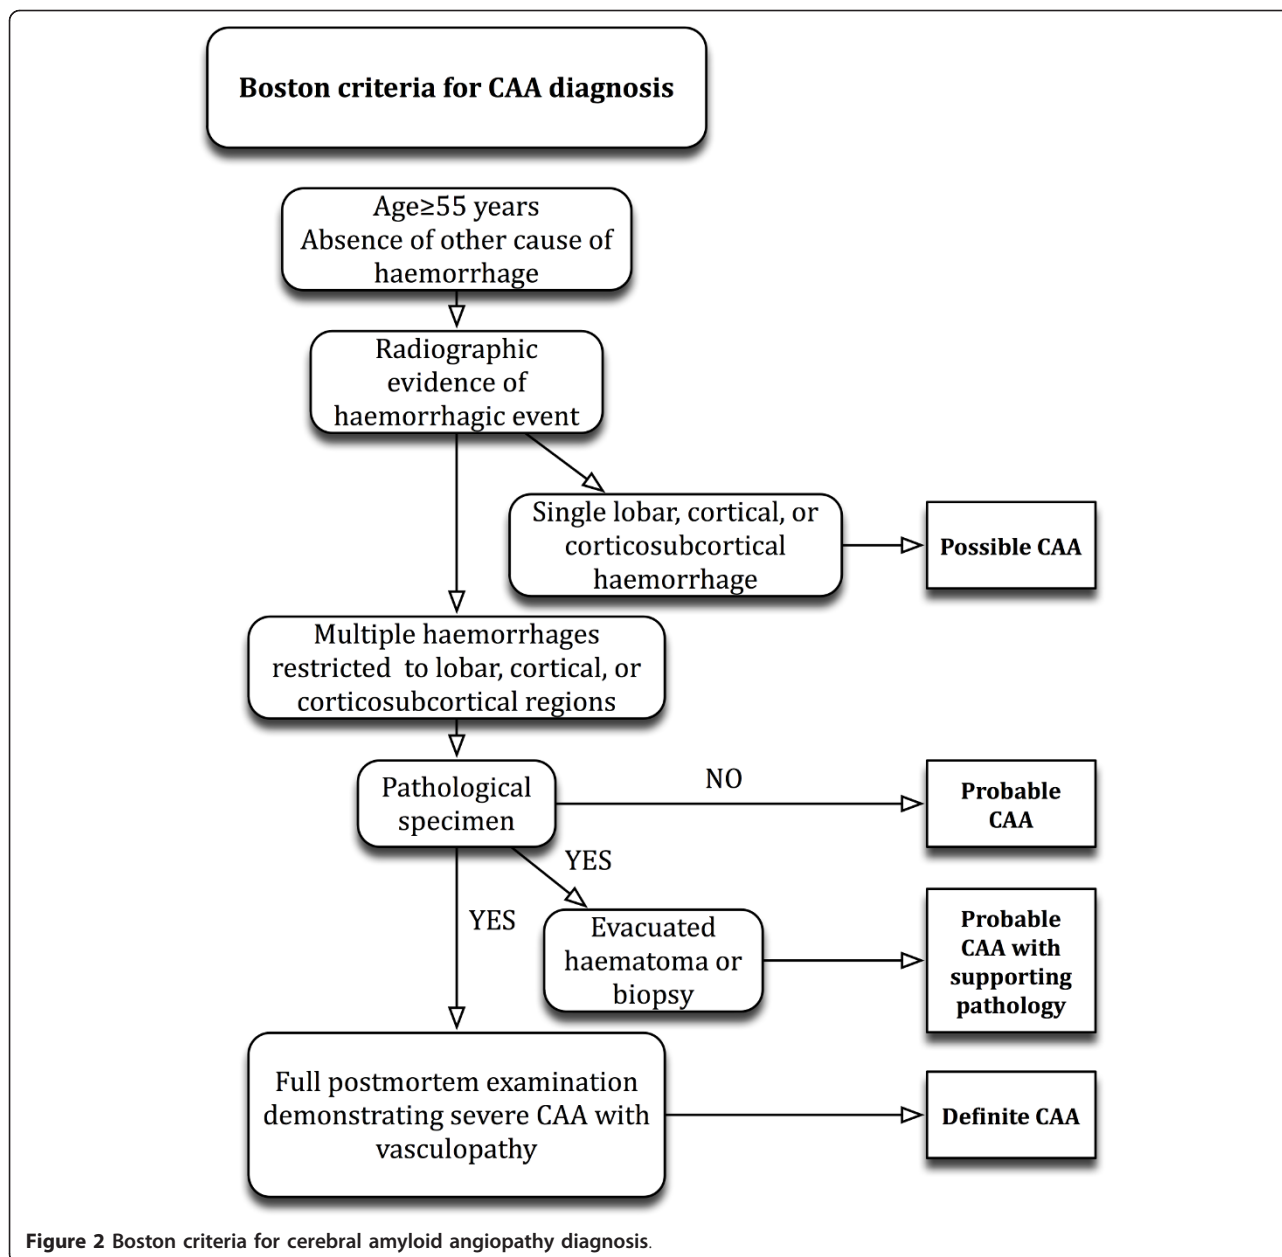 Boston criteria for CAA diagnosis
Age≥55 years
Absence of other cause of
haemorrhage
Radiographic
evidence of
haemorrhagic event
Single lobar, cortical, or
corticosubcortical
haemorrhage
Possible CAA
Multiple haemorrhages
restricted to lobar, cortical, or
corticosubcortical regions
Pathological
specimen
NO
Probable
CAA
YES
YES
Evacuated
haematoma or
biopsy
Probable
CAA with
supporting
pathology
Full postmortem examination
demonstrating severe CAA with
vasculopathy
Definite CAA
Figure 2 Boston criteria for cerebral amyloid angiopathy diagnosis.